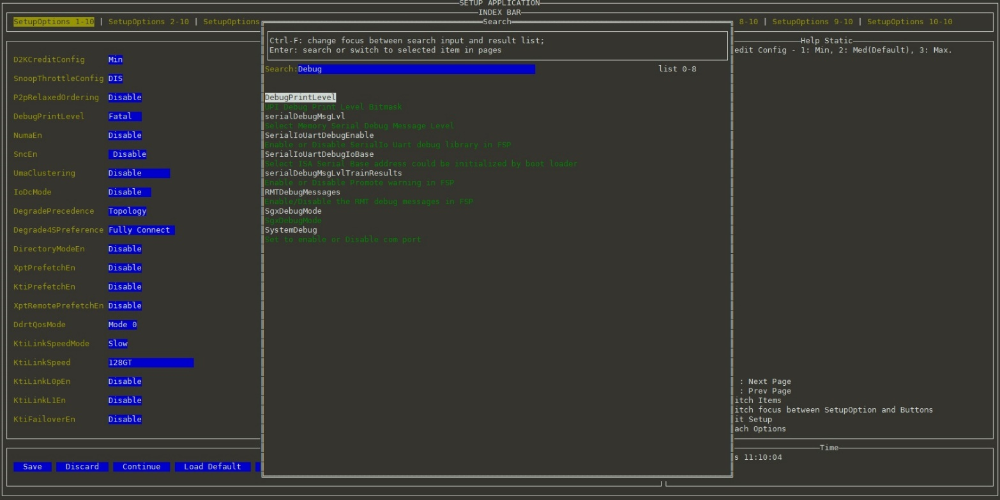 SETUP APPLICATION
INDEX BAR
SetupOptions 1-10 | SetupOptions 2-10 | SetupOptions
Search
8-10 | SetupOptions 9-10 | SetupOptions 10-10
Ctrl-F: change focus between search input and result list;
Enter: search or switch to selected item in pages
Search:Debug
list 0-8
DebugPrintLevel
UPI Debug Print Level Bitmask
serialDebugMsgLvl
Select Memory Serial Debug Message Level
SerialIoUartDebugEnable
Enable or Disable SerialIo Uart debug library in FSP
SerialIoUartDebugIoBase
Select ISA Serial Base address could be initialized by boot loader
serialDebugMsgLvlTrainResults
Enable or Disable Promote warning in FSP
RMTDebugMessages
Enable/Disable the RMT debug messages in FSP
SgxDebugMode
SgxDebugMode
SystemDebug
Set to enable or Disable com port
D2KCreditConfig Min
SnoopThrottleConfig DIS
P2pRelaxedOrdering Disable
DebugPrintLevel Fatal
NumaEn Disable
SncEn Disable
UmaClustering Disable
IoDcMode Disable
DegradePrecedence Topology
Degrade4SPreference Fully Connect
DirectoryModeEn Disable
XptPrefetchEn Disable
KtiPrefetchEn Disable
XptRemotePrefetchEn Disable
DdrtQosMode Mode 0
KtiLinkSpeedMode Slow
KtiLinkSpeed 128GT
KtiLinkL0pEn Disable
KtiLinkL1En Disable
KtiFailoverEn Disable
Help Static
edit Config - 1: Min, 2: Med(Default), 3: Max.
: Next Page
: Prev Page
itch Items
itch focus between SetupOption and Buttons
it Setup
ach Options
Save Discard Continue Load Default
Time
s 11:10:04